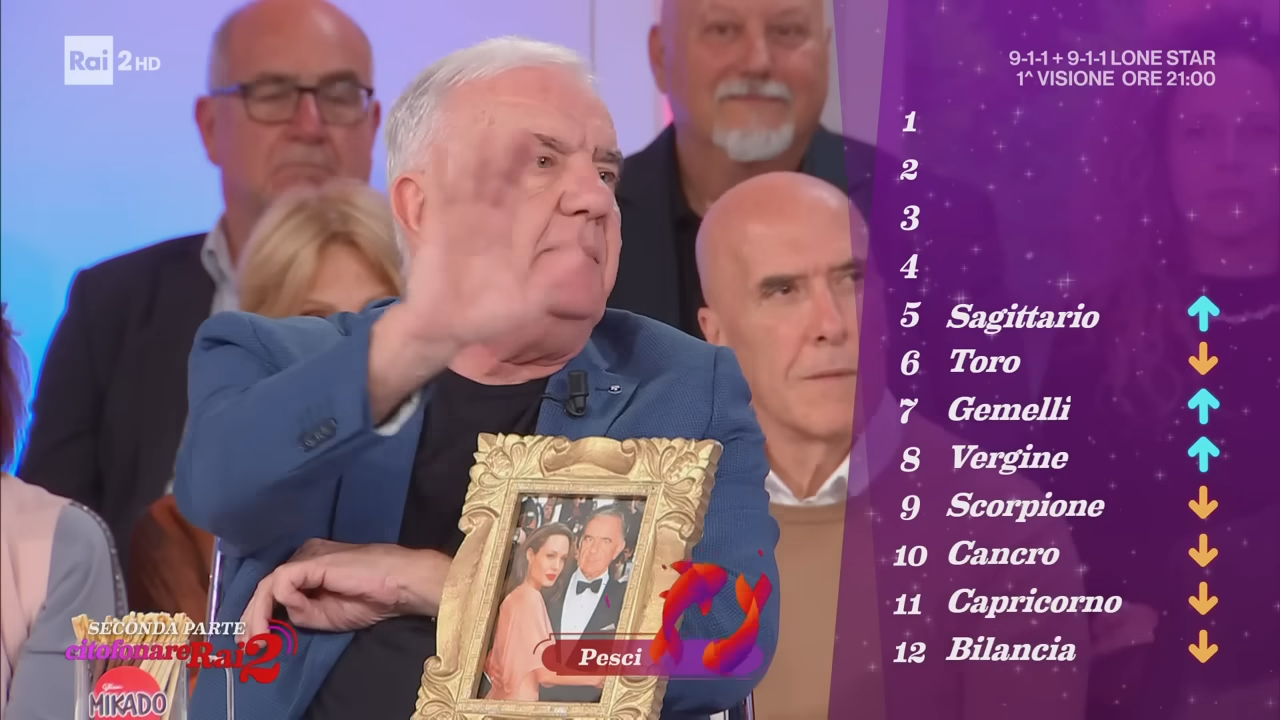 Rai 2HD
9-1-1 + 9-1-1 LONE STAR
1^ VISIONE ORE 21:00
1
2
3
4
5 Sagittario
6 Toro
7 Gemelli
8 Vergine
9 Scorpione
10 Cancro
11 Capricorno
12 Bilancia
Pesci
SECONDA PARTE
citofonare Rai 2
MIKADO